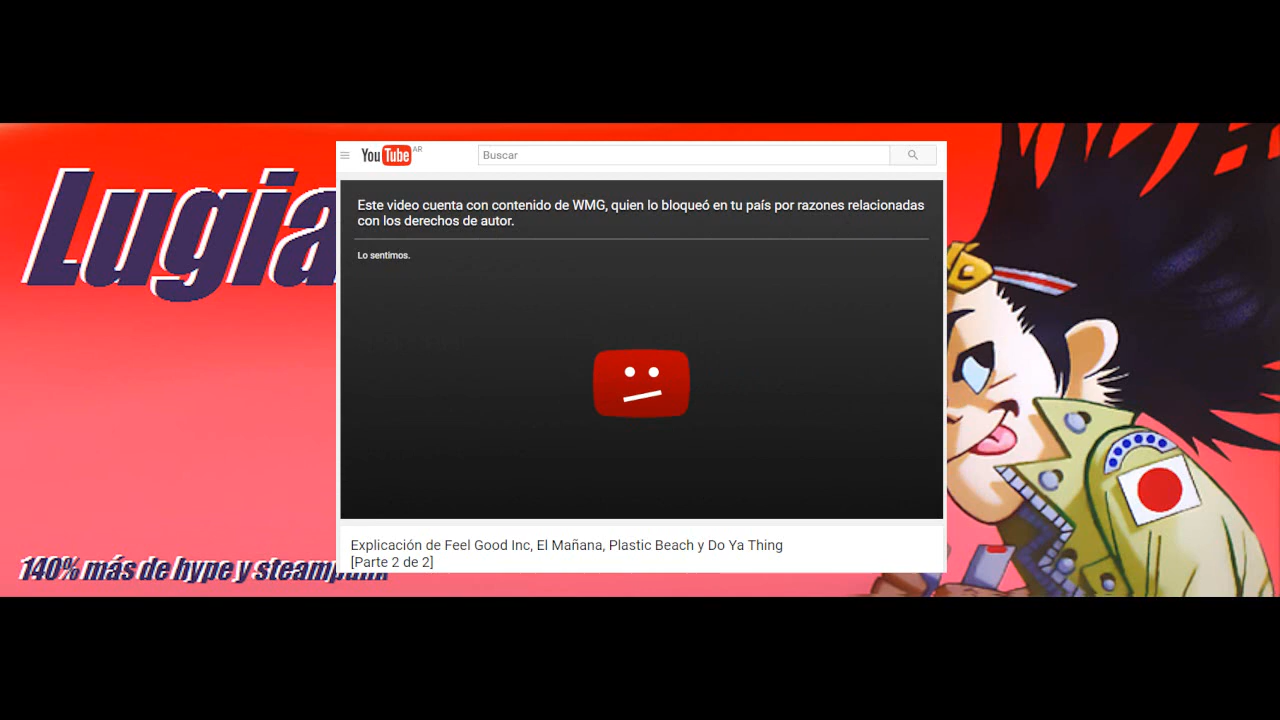 Lugia
YouTube AR
Buscar
Este video cuenta con contenido de WMG, quien lo bloqueó en tu país por razones relacionadas
con los derechos de autor.
Lo sentimos.
Explicación de Feel Good Inc, El Mañana, Plastic Beach y Do Ya Thing
[Parte 2 de 2]
140% más de hype y steampunk